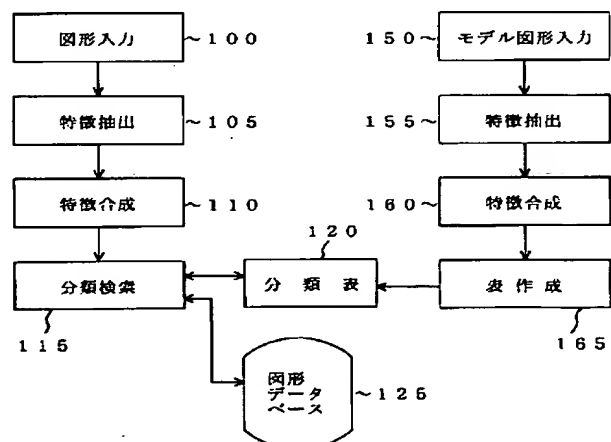 図形入力
～100
150～
モデル図形入力
特徴抽出
～105
155～
特徴抽出
特徴合成
～110
160～
特徴合成
120
分類検索
分類表
表作成
115
165
図形
データ
ベース
～125